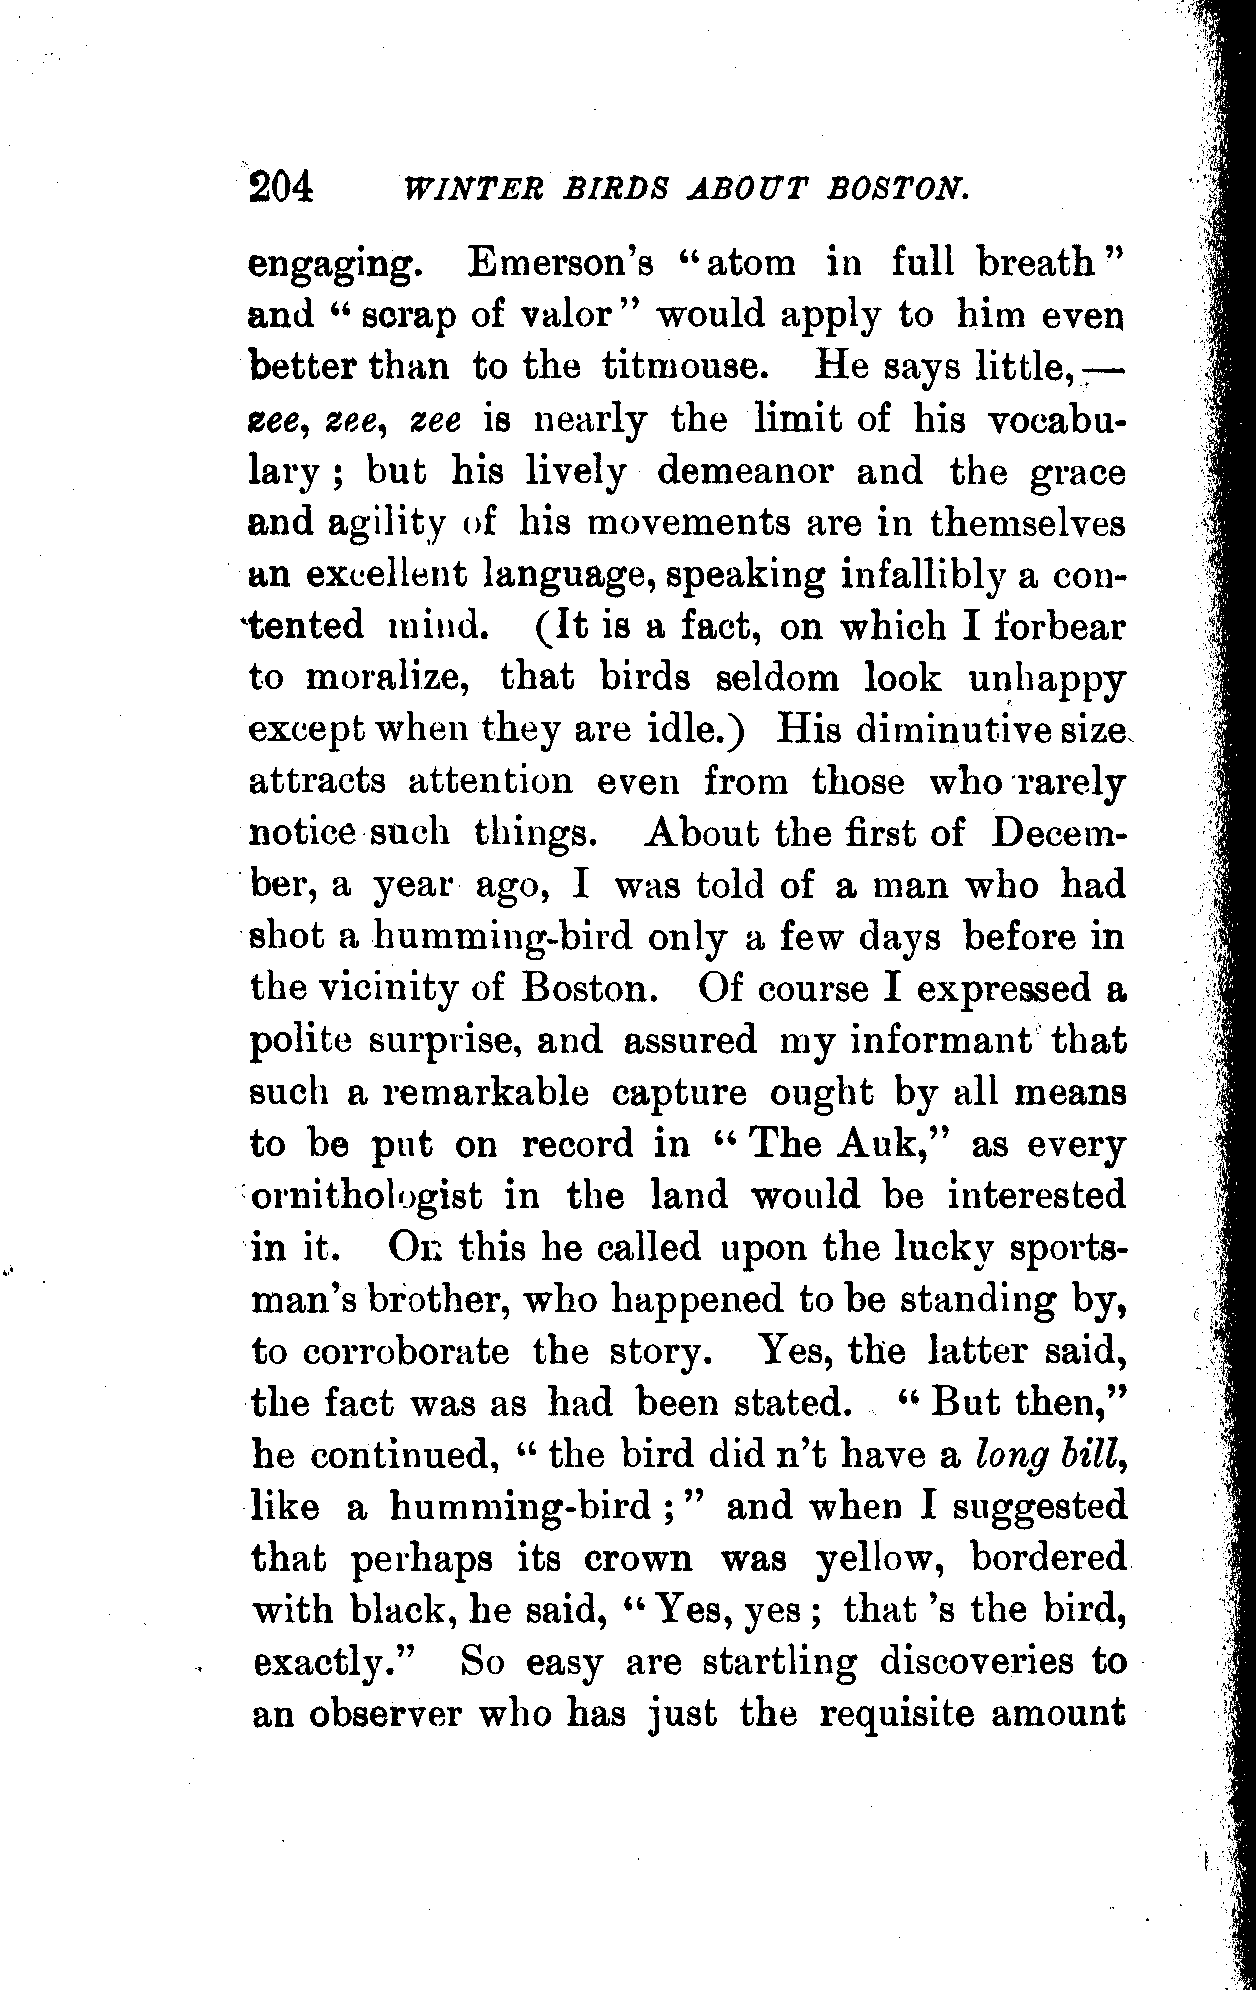 204 WINTER BIRDS ABOUT BOSTON.
engaging. Emerson's "atom in full breath"
and "scrap of valor" would apply to him even
better than to the titmouse. He says little,—
zee, zee, zee is nearly the limit of his vocabu-
lary; but his lively demeanor and the grace
and agility of his movements are in themselves
an excellent language, speaking infallibly a con-
tented mind. (It is a fact, on which I forbear
to moralize, that birds seldom look unhappy
except when they are idle.) His diminutive size
attracts attention even from those who rarely
notice such things. About the first of Decem-
ber, a year ago, I was told of a man who had
shot a humming-bird only a few days before in
the vicinity of Boston. Of course I expressed a
polite surprise, and assured my informant that
such a remarkable capture ought by all means
to be put on record in "The Auk," as every
ornithologist in the land would be interested
in it. On this he called upon the lucky sports-
man's brother, who happened to be standing by,
to corroborate the story. Yes, the latter said,
the fact was as had been stated. "But then,"
he continued, "the bird did n't have a long bill,
like a humming-bird;" and when I suggested
that perhaps its crown was yellow, bordered
with black, he said, "Yes, yes; that 's the bird,
exactly." So easy are startling discoveries to
an observer who has just the requisite amount